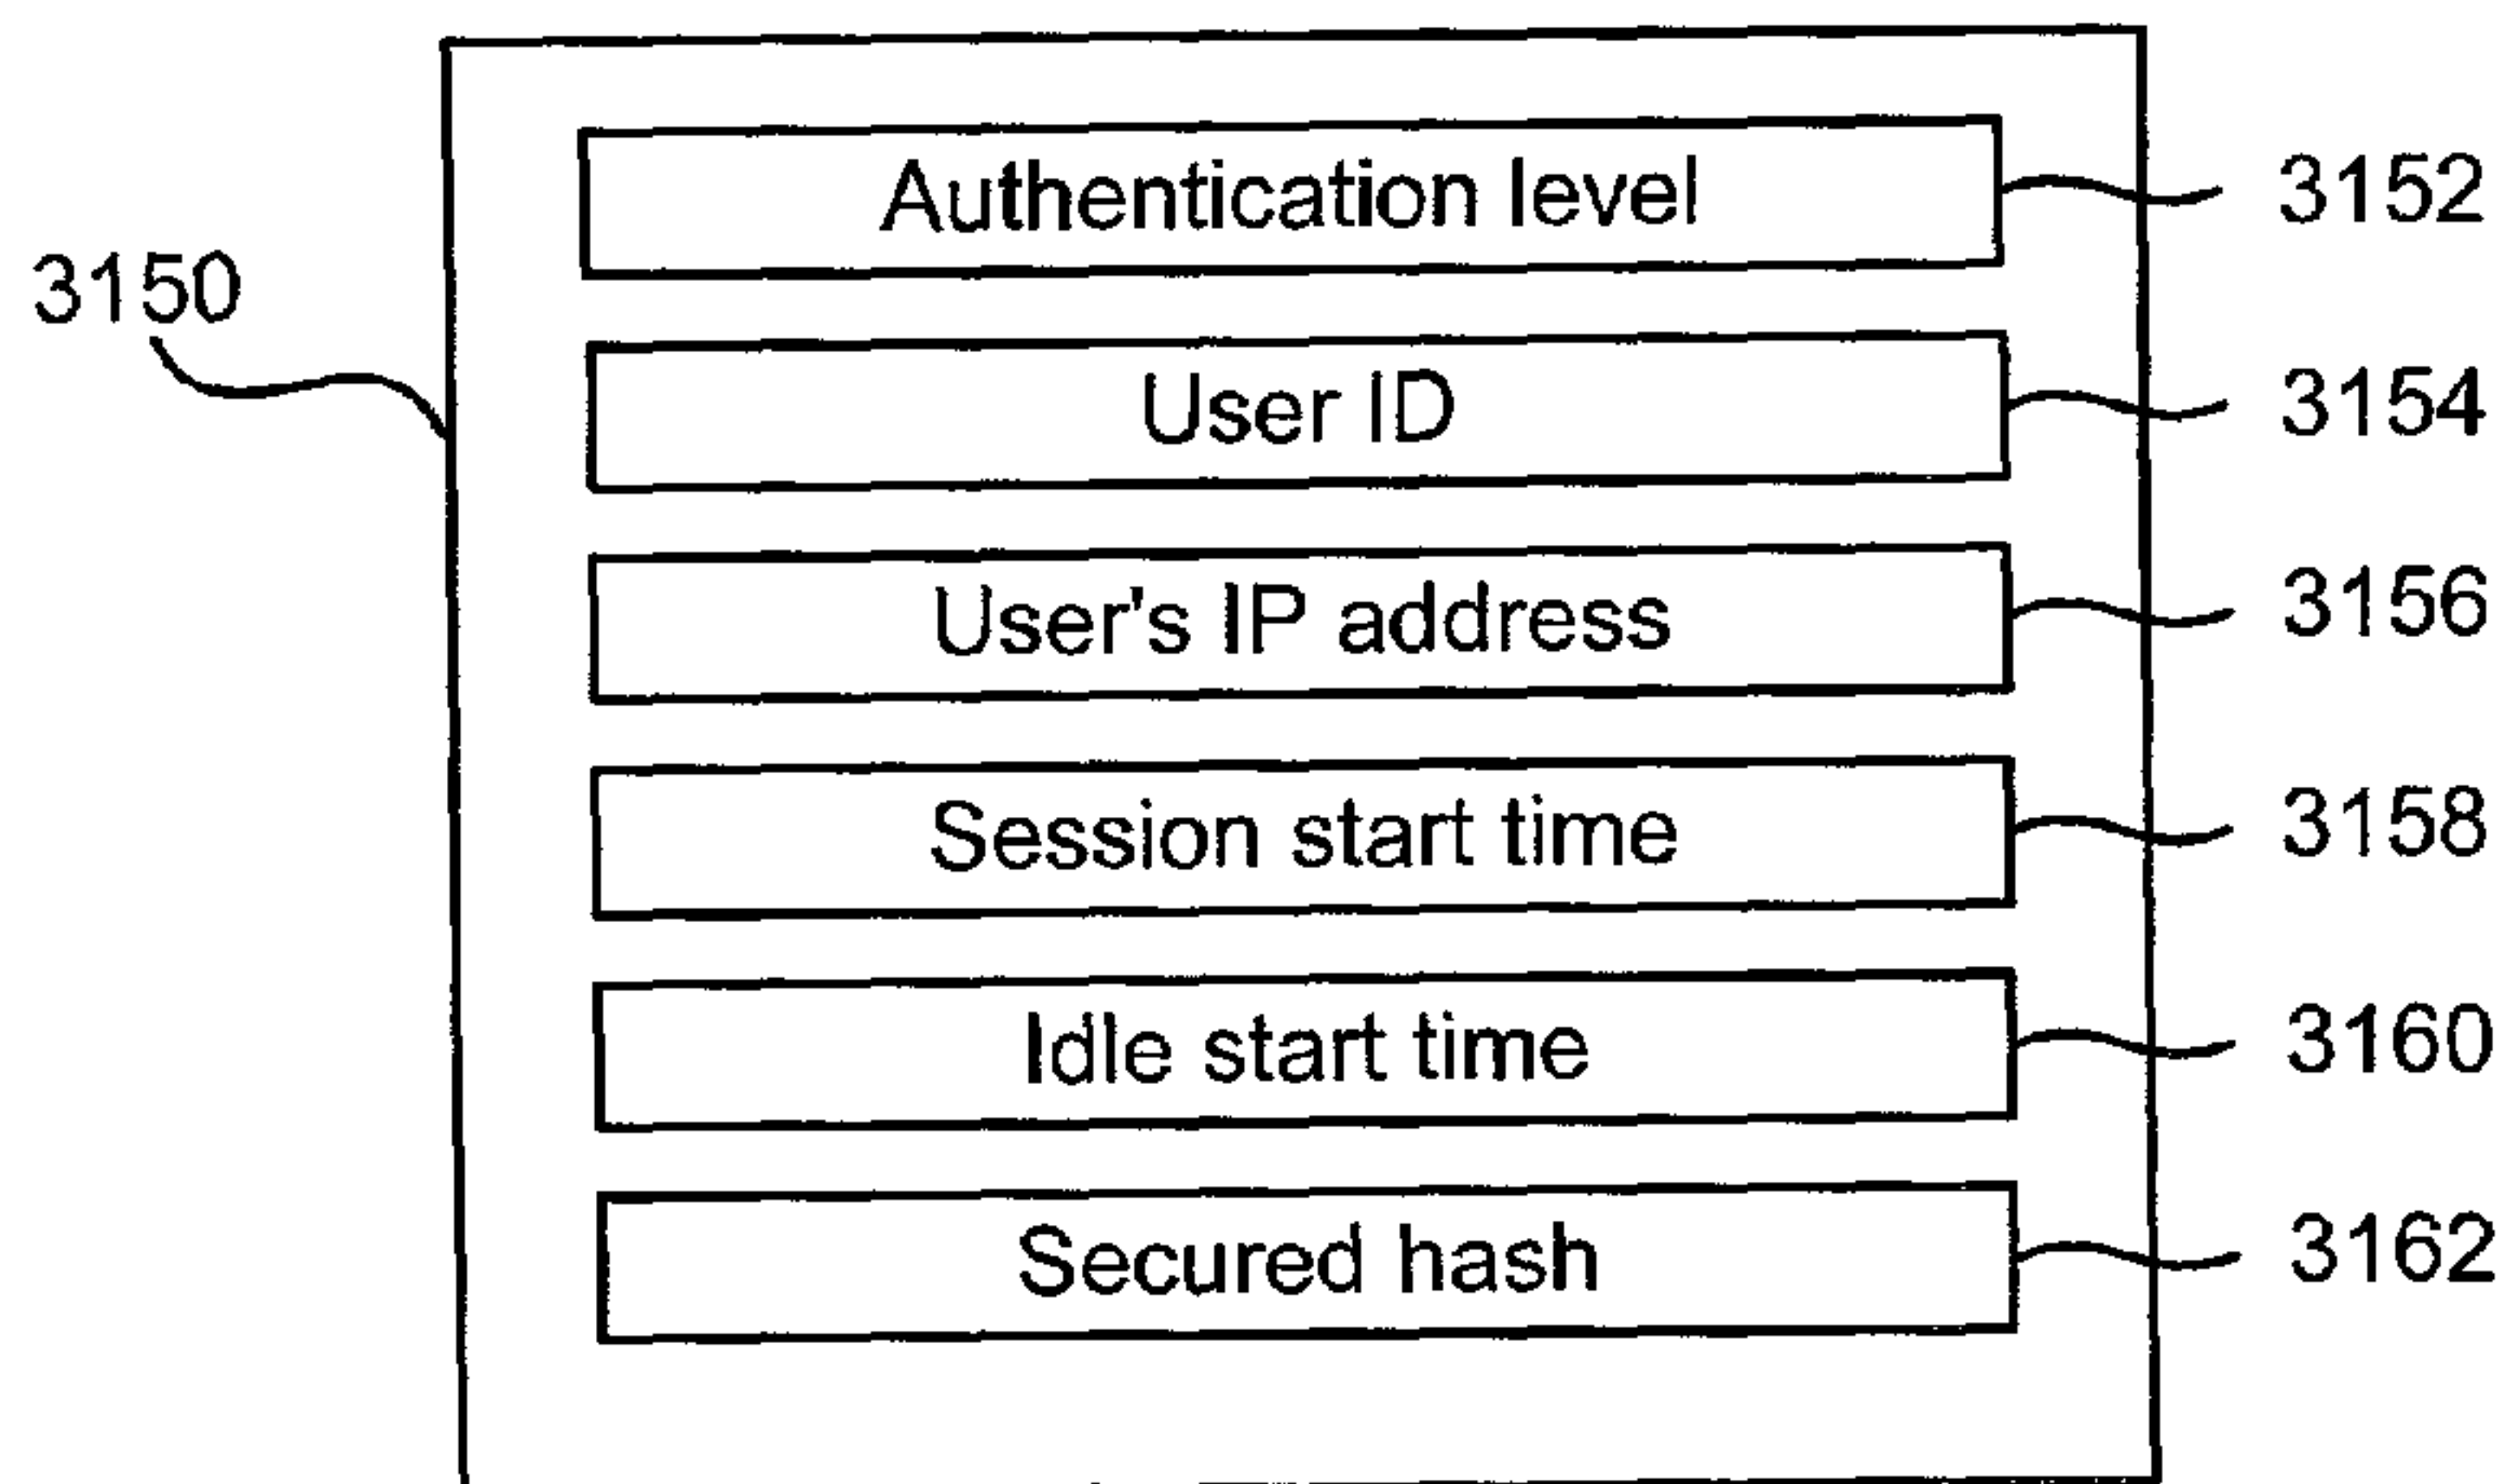 Authentication level 3152
3150
User ID 3154
User's IP address 3156
Session start time 3158
Idle start time 3160
Secured hash 3162